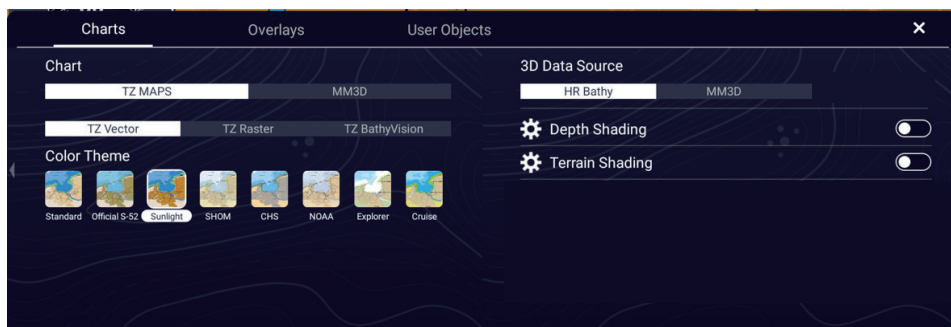 Charts Overlays User Objects ×
Chart
TZ MAPS MM3D
TZ Vector TZ Raster TZ BathyVision
Color Theme
Standard Official S-52 Sunlight SHOM CHS NOAA Explorer Cruise
3D Data Source
HR Bathy MM3D
Depth Shading
Terrain Shading